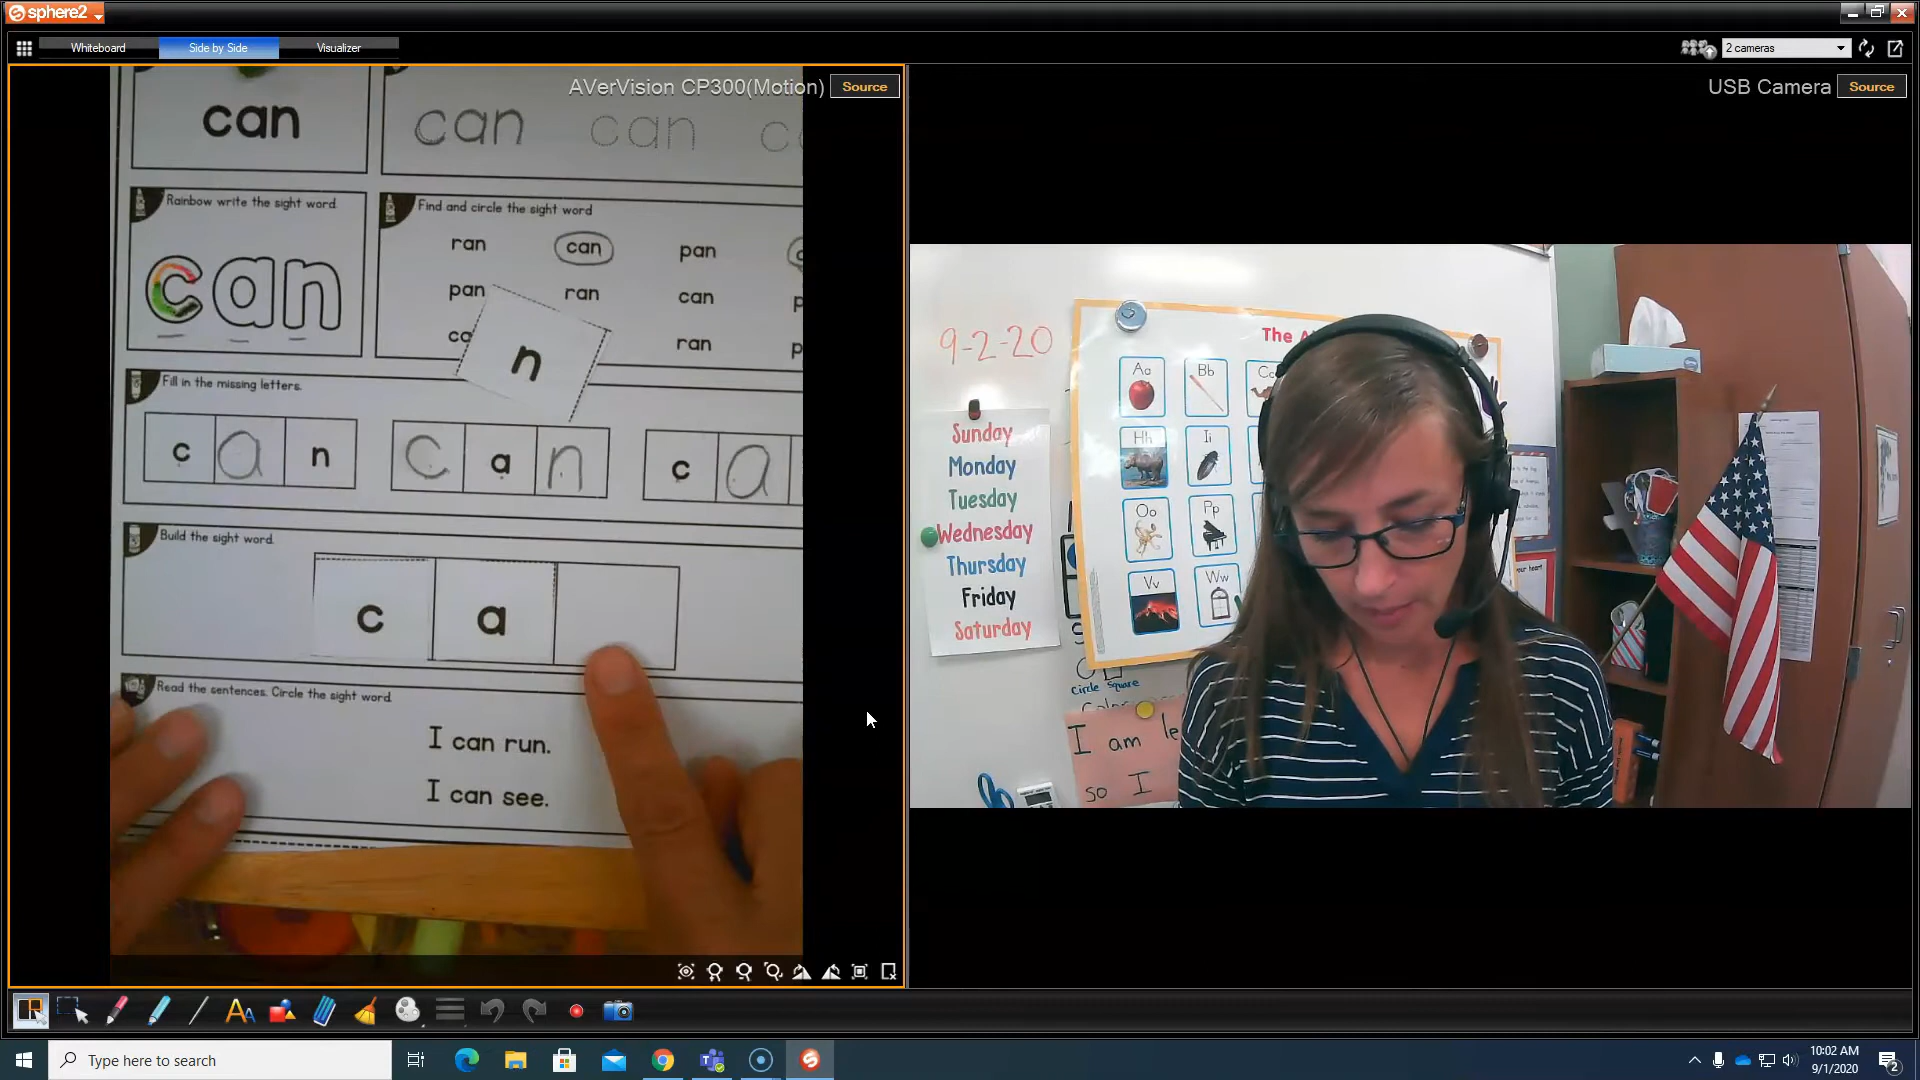 sphere2
Whiteboard
Side by Side
Visualizer
2 cameras
AVerVision CP300(Motion)
Source
can
can can
Rainbow write the sight word.
can
Find and circle the sight word
ran can pan
pan ran can
ran
n
Fill in the missing letters.
c a n
c a n
c a
Build the sight word.
c a
Read the sentences. Circle the sight word.
I can run.
I can see.
USB Camera
Source
9-2-20
The
Aa
Bb
Hh
Ii
Oo
Pp
Vv
Ww
Sunday
Monday
Tuesday
Wednesday
Thursday
Friday
Saturday
Circle Square
I am
so I
your heart
Type here to search
10:02 AM
9/1/2020
2